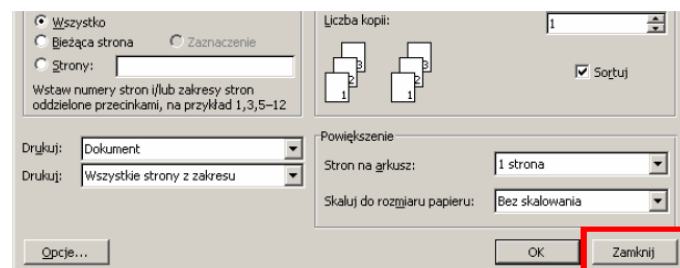 Wszystko
Bieżąca strona Zaznaczenie
Strony:
Wstaw numery stron i/lub zakresy stron
oddzielone przecinkami, na przykład 1,3,5–12
Liczba kopii: 1
3 3
2 2
1 1
Sortuj
Drukuj: Dokument
Drukuj: Wszystkie strony z zakresu
Powiększenie
Stron na arkusz: 1 strona
Skaluj do rozmiaru papieru: Bez skalowania
Opcje...
OK
Zamknij